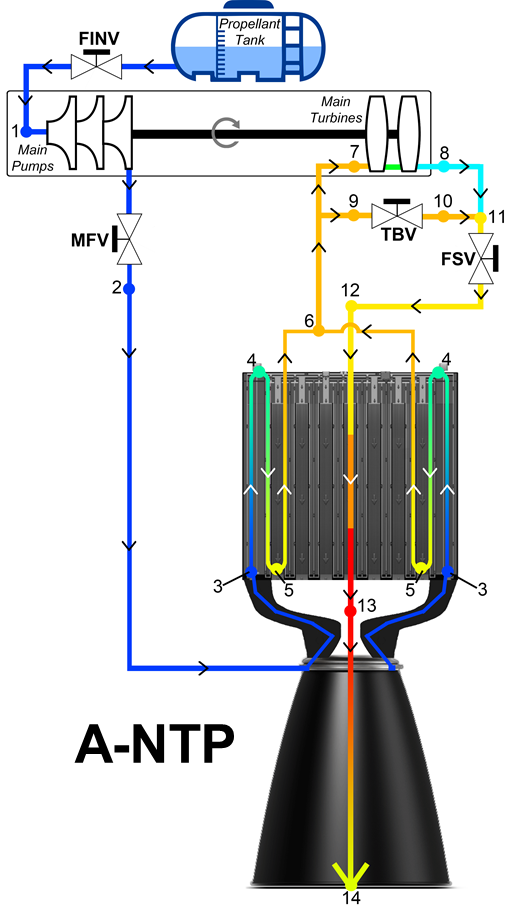 Propellant
Tank
FINV
Main
Turbines
1
Main
Pumps
7
8
9
10
11
TBV
MFV
FSV
2
12
6
4
4
3
5
5
3
13
A-NTP
14